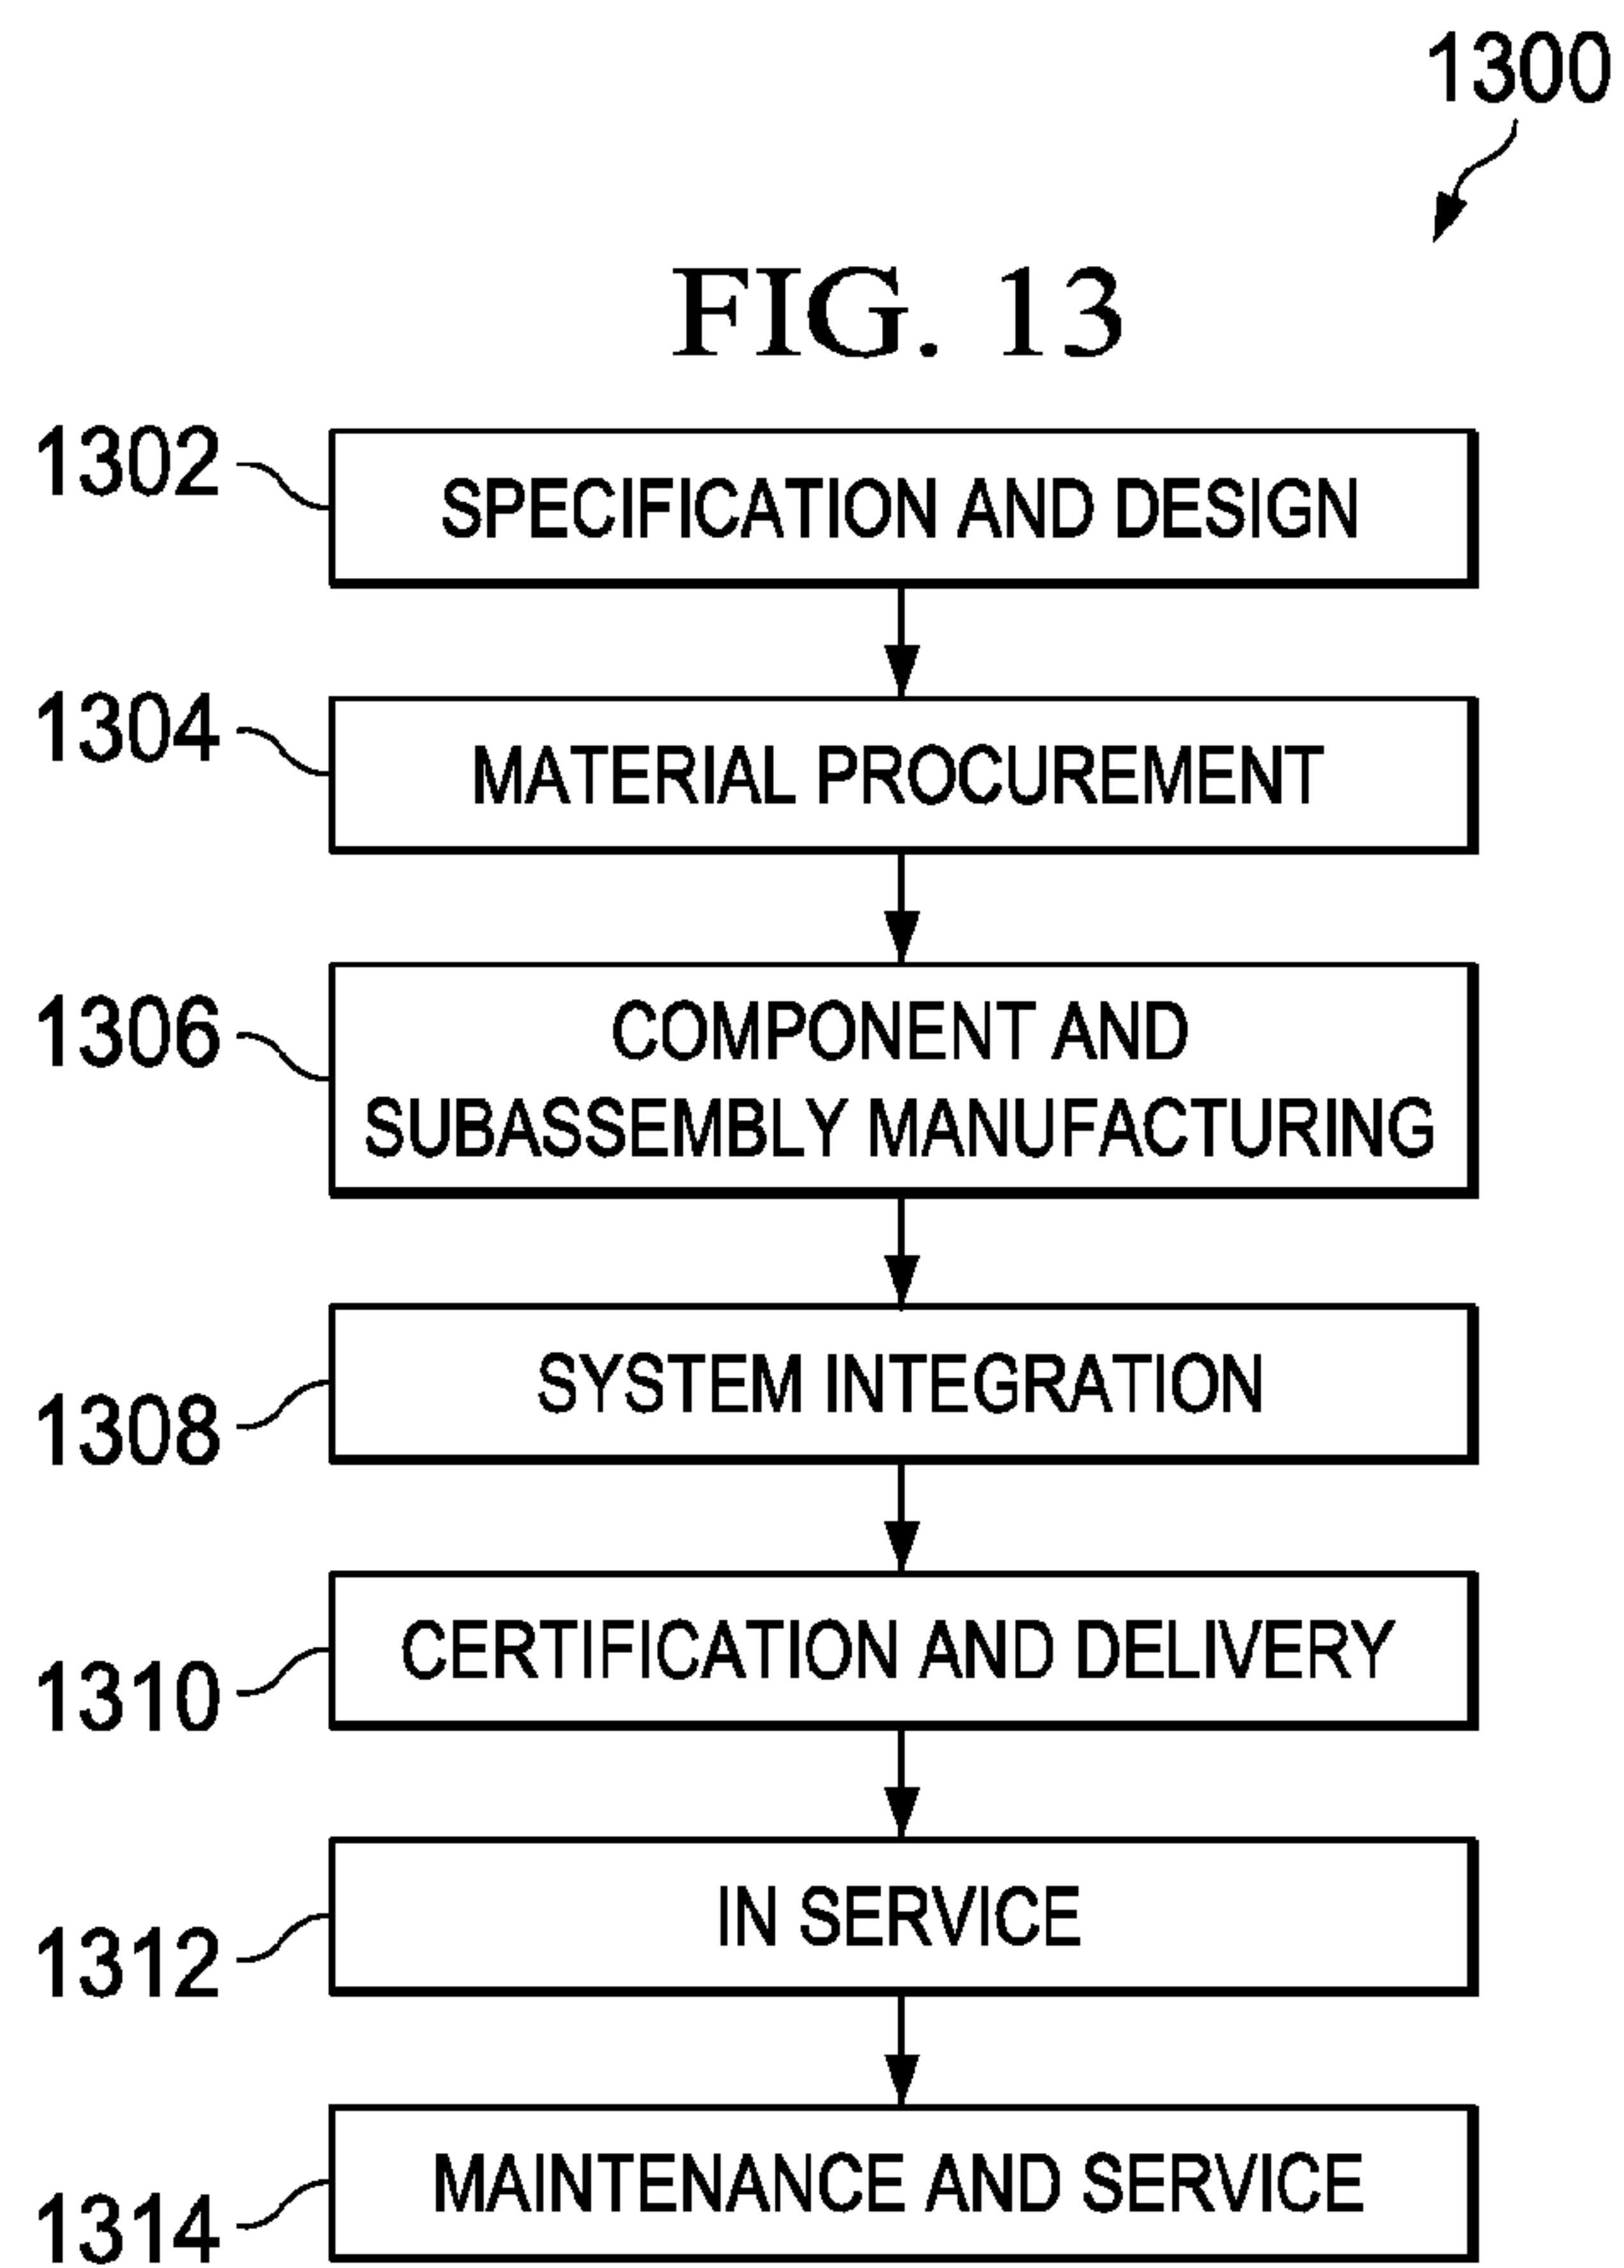 1300
FIG. 13
1302
SPECIFICATION AND DESIGN
1304
MATERIAL PROCUREMENT
1306
COMPONENT AND
SUBASSEMBLY MANUFACTURING
1308
SYSTEM INTEGRATION
1310
CERTIFICATION AND DELIVERY
1312
IN SERVICE
1314
MAINTENANCE AND SERVICE